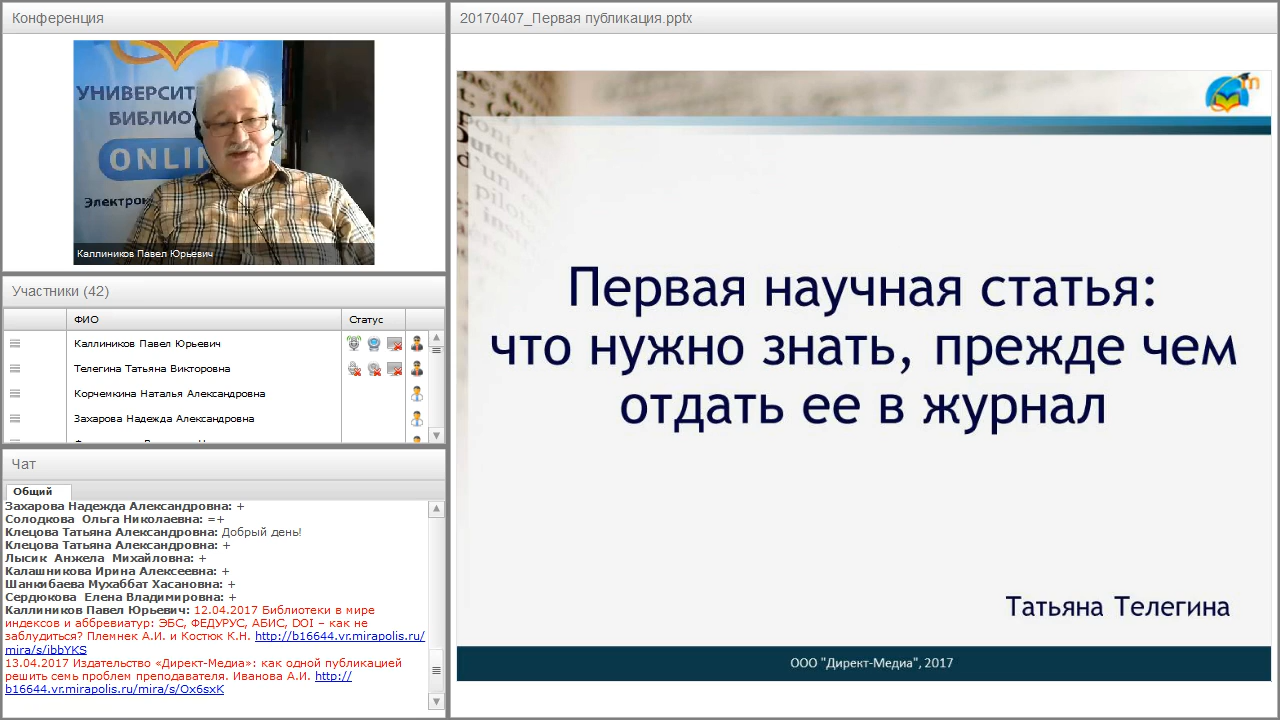 Конференция
УНИВЕРСИТ
БИБЛИО
ONLIN
Электрон
Каллиников Павел Юрьевич
Участники (42)
ФИО
Статус
Каллиников Павел Юрьевич
Телегина Татьяна Викторовна
Корчемкина Наталья Александровна
Захарова Надежда Александровна
Чат
Общий
Захарова Надежда Александровна: +
Солодкова Ольга Николаевна: =+
Клецова Татьяна Александровна: Добрый день!
Клецова Татьяна Александровна: +
Лысик Анжела Михайловна: +
Калашникова Ирина Алексеевна: +
Шанкибаева Мухаббат Хасановна: +
Сердюкова Елена Владимировна: +
Каллиников Павел Юрьевич: 12.04.2017 Библиотеки в мире
индексов и аббревиатур: ЭБС, ФЕДУРУС, АБИС, DOI – как не
заблудиться? Племнек А.И. и Костюк К.Н. http://b16644.vr.mirapolis.ru/
mira/s/ibbYKS
13.04.2017 Издательство «Директ-Медиа»: как одной публикацией
решить семь проблем преподавателя. Иванова А.И. http://
b16644.vr.mirapolis.ru/mira/s/Ox6sxK
20170407_Первая публикация.pptx
Dutchm
d'un
pilot
instr
Первая научная статья:
что нужно знать, прежде чем
отдать ее в журнал
Татьяна Телегина
ООО "Директ-Медиа", 2017